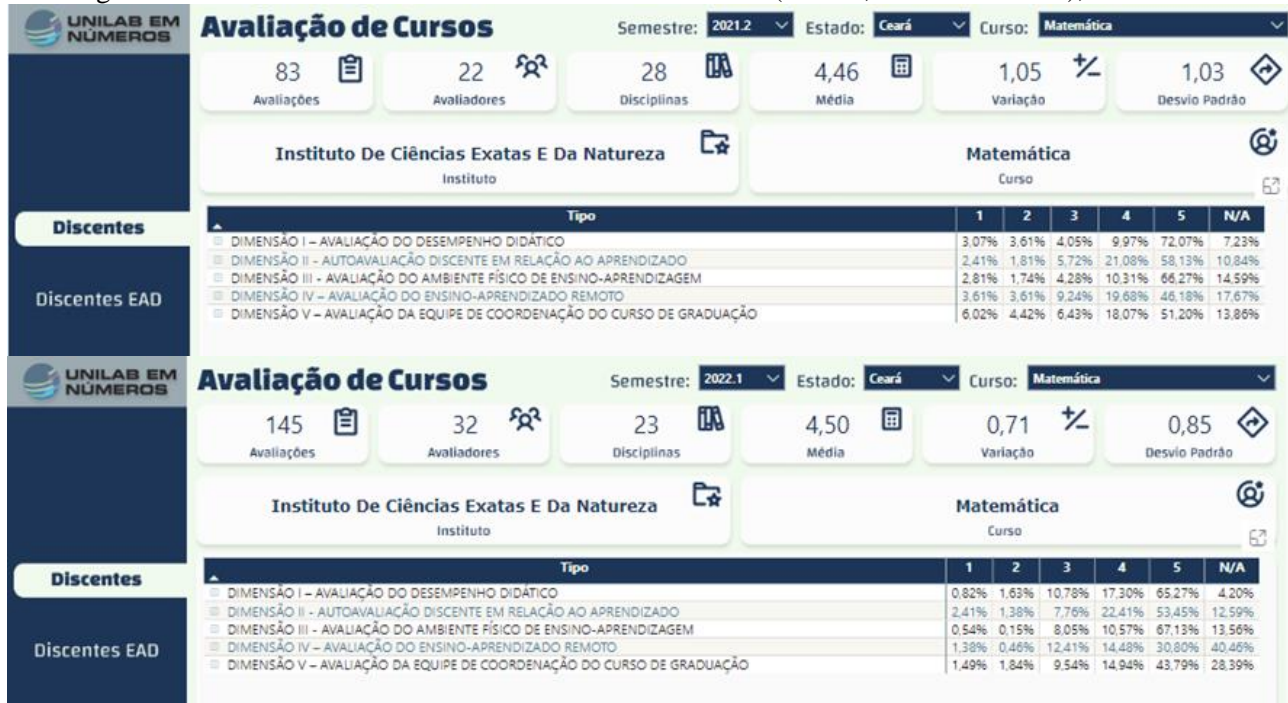 UNILAB EM
NÚMEROS
Avaliação de Cursos
Semestre: 2021.2 Estado: Ceará Curso: Matemática
83 22 28 4,46 1,05 1,03
Avaliações Avaliadores Disciplinas Média Variação Desvio Padrão
Instituto De Ciências Exatas E Da Natureza Matemática
Instituto Curso
Discentes
Discentes EAD
Tipo 1 2 3 4 5 N/A
DIMENSÃO I – AVALIAÇÃO DO DESEMPENHO DIDÁTICO 3,07% 3,61% 4,05% 9,97% 72,07% 7,23%
DIMENSÃO II - AUTOAVALIAÇÃO DISCENTE EM RELAÇÃO AO APRENDIZADO 2,41% 1,81% 5,72% 21,08% 58,13% 10,84%
DIMENSÃO III - AVALIAÇÃO DO AMBIENTE FÍSICO DE ENSINO-APRENDIZAGEM 2,81% 1,74% 4,28% 10,31% 66,27% 14,59%
DIMENSÃO IV – AVALIAÇÃO DO ENSINO-APRENDIZADO REMOTO 3,61% 3,61% 9,24% 19,68% 46,18% 17,67%
DIMENSÃO V – AVALIAÇÃO DA EQUIPE DE COORDENAÇÃO DO CURSO DE GRADUAÇÃO 6,02% 4,42% 6,43% 18,07% 51,20% 13,86%
UNILAB EM
NÚMEROS
Avaliação de Cursos
Semestre: 2022.1 Estado: Ceará Curso: Matemática
145 32 23 4,50 0,71 0,85
Avaliações Avaliadores Disciplinas Média Variação Desvio Padrão
Instituto De Ciências Exatas E Da Natureza Matemática
Instituto Curso
Discentes
Discentes EAD
Tipo 1 2 3 4 5 N/A
DIMENSÃO I – AVALIAÇÃO DO DESEMPENHO DIDÁTICO 0,82% 1,63% 10,78% 17,30% 65,27% 4,20%
DIMENSÃO II - AUTOAVALIAÇÃO DISCENTE EM RELAÇÃO AO APRENDIZADO 2,41% 1,38% 7,76% 22,41% 53,45% 12,59%
DIMENSÃO III - AVALIAÇÃO DO AMBIENTE FÍSICO DE ENSINO-APRENDIZAGEM 0,54% 0,15% 8,05% 10,57% 67,13% 13,56%
DIMENSÃO IV – AVALIAÇÃO DO ENSINO-APRENDIZADO REMOTO 1,38% 0,46% 12,41% 14,48% 30,80% 40,46%
DIMENSÃO V – AVALIAÇÃO DA EQUIPE DE COORDENAÇÃO DO CURSO DE GRADUAÇÃO 1,49% 1,84% 9,54% 14,94% 43,79% 28,39%